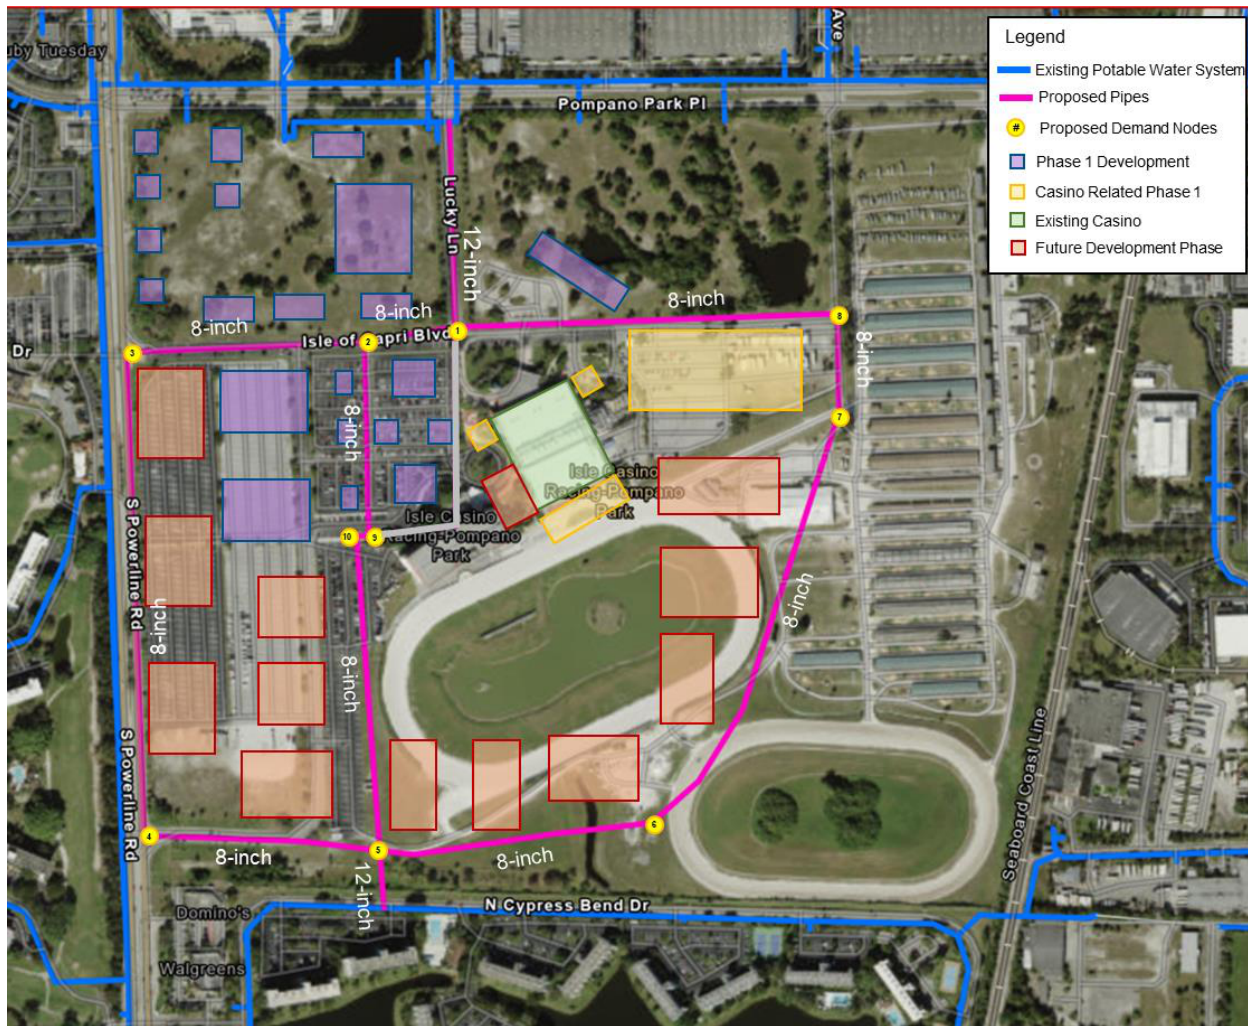 uby Tuesday
Ave
Legend
Existing Potable Water System
Proposed Pipes
# Proposed Demand Nodes
Phase 1 Development
Casino Related Phase 1
Existing Casino
Future Development Phase
Pompano Park Pl
Lucky Ln
12-inch
8-inch
8-inch
8-inch
8
Isle of Capri Blvd
1
2
3
Dr
8-inch
7
8-inch
Isle Casino
Racing-Pompano
Park
Isle Casino
Racing-Pompano
Park
10
9
S Powerline Rd
8-inch
8-inch
8-inch
S Powerline Rd
4
8-inch
5
8-inch
6
12-inch
Seaboard Coast Line
N Cypress Bend Dr
Domino's
Walgreens